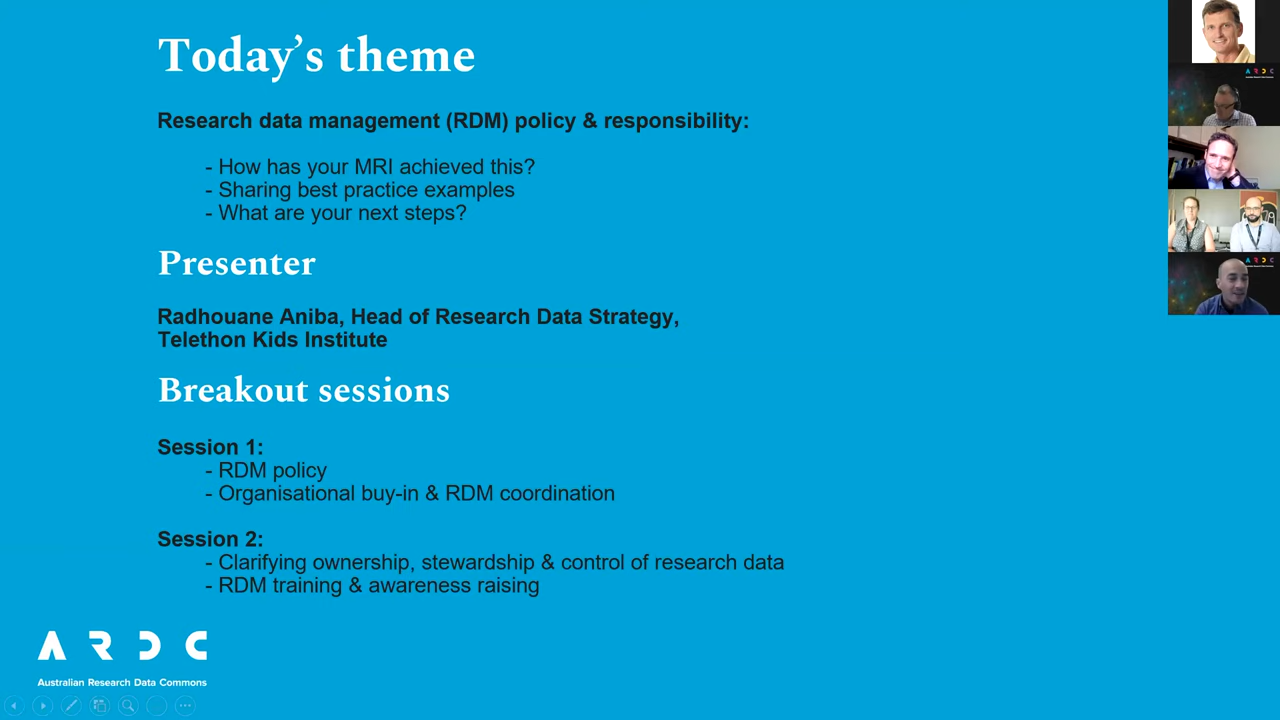 Today's theme
Research data management (RDM) policy & responsibility:
- How has your MRI achieved this?
- Sharing best practice examples
- What are your next steps?
Presenter
Radhouane Aniba, Head of Research Data Strategy,
Telethon Kids Institute
Breakout sessions
Session 1:
- RDM policy
- Organisational buy-in & RDM coordination
Session 2:
- Clarifying ownership, stewardship & control of research data
- RDM training & awareness raising
ARDC
Australian Research Data Commons
ARDC
ARDC